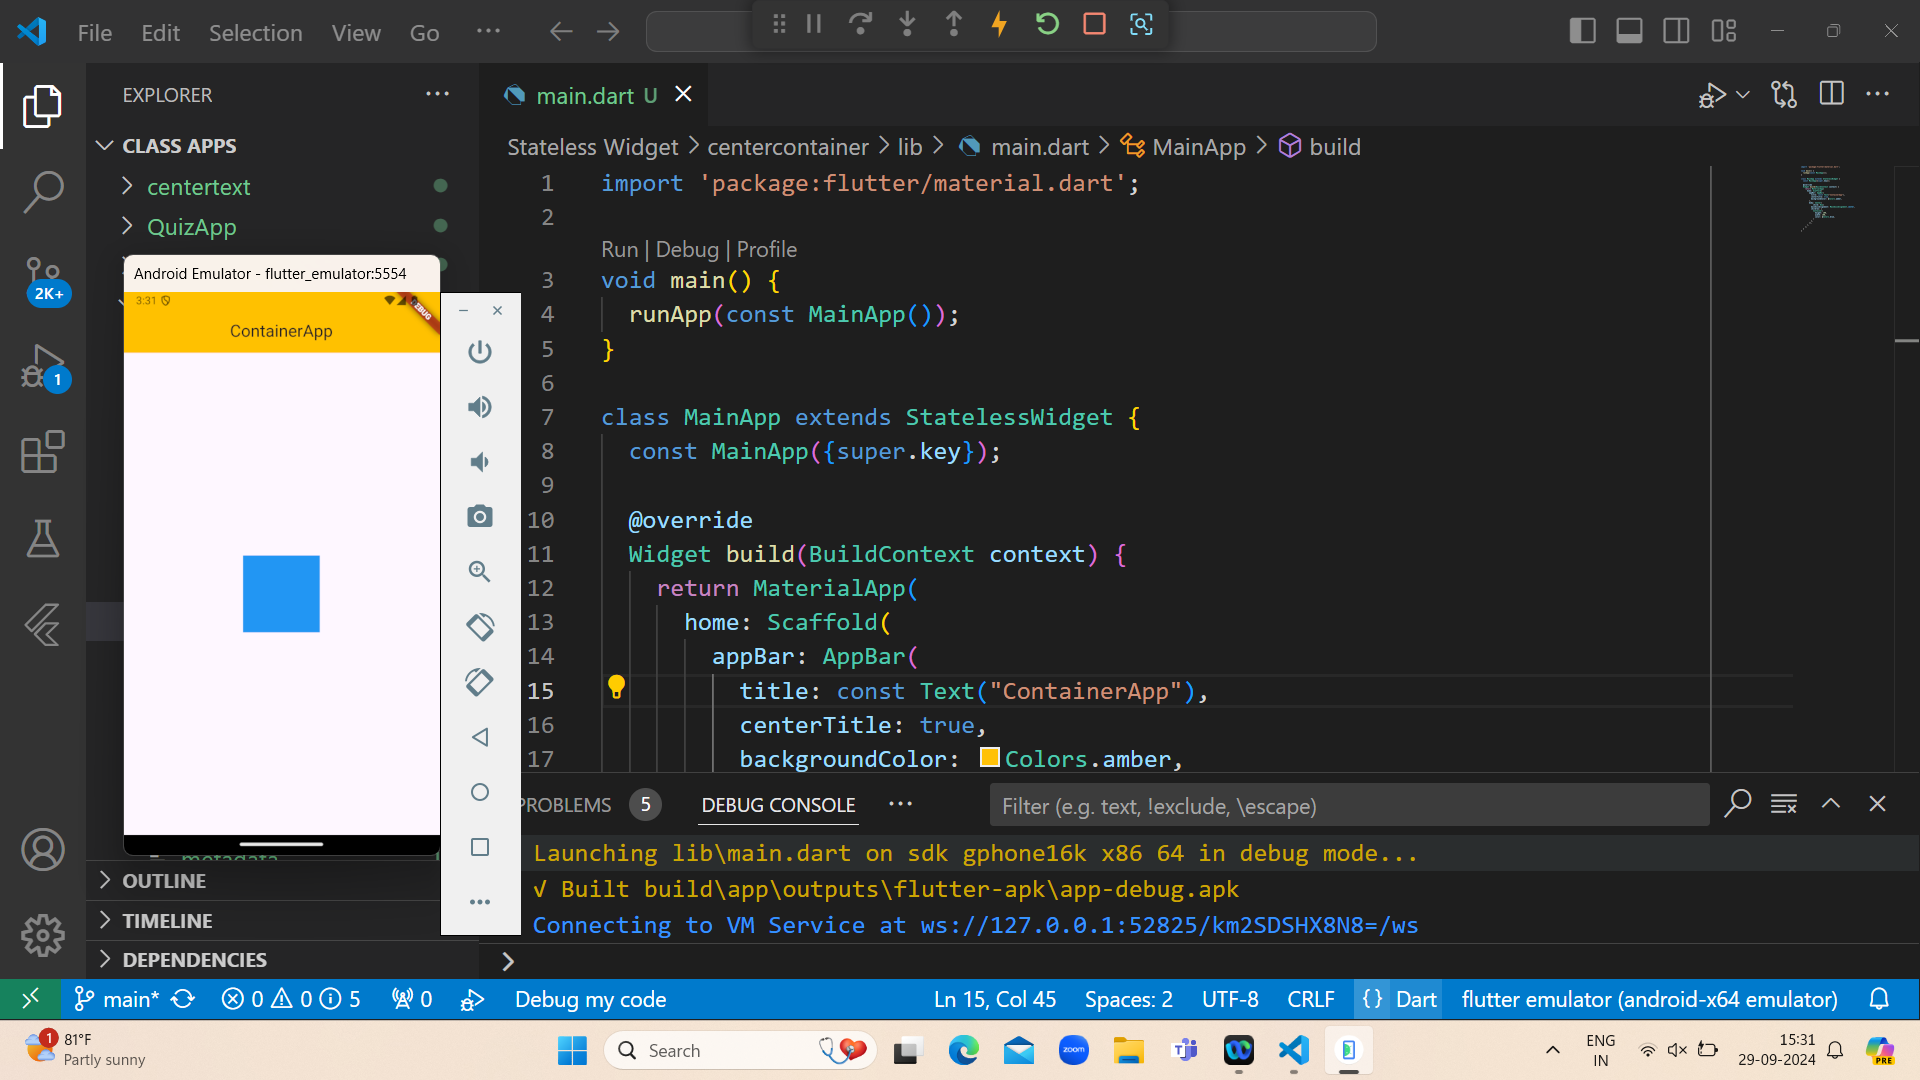 File Edit Selection View Go ...
EXPLORER
CLASS APPS
centertext
QuizApp
main.dart U
Stateless Widget > centercontainer > lib > main.dart > MainApp > build
1 import 'package:flutter/material.dart';
2
Run | Debug | Profile
3 void main() {
4 runApp(const MainApp());
5 }
6
7 class MainApp extends StatelessWidget {
8 const MainApp({super.key});
9
10 @override
11 Widget build(BuildContext context) {
12 return MaterialApp(
13 home: Scaffold(
14 appBar: AppBar(
15 title: const Text("ContainerApp"),
16 centerTitle: true,
17 backgroundColor: Colors.amber,
Android Emulator - flutter_emulator:5554
3:31
DEBUG
ContainerApp
2K+
1
metadata
OUTLINE
TIMELINE
DEPENDENCIES
PROBLEMS 5 DEBUG CONSOLE ...
Filter (e.g. text, !exclude, \escape)
Launching lib\main.dart on sdk gphone16k x86 64 in debug mode...
√ Built build\app\outputs\flutter-apk\app-debug.apk
Connecting to VM Service at ws://127.0.0.1:52825/km2SDSHX8N8=/ws
main* 0 0 5 0 Debug my code Ln 15, Col 45 Spaces: 2 UTF-8 CRLF {} Dart flutter emulator (android-x64 emulator)
1
81°F
Partly sunny
Search
zoom
PRE
ENG
IN
15:31
29-09-2024